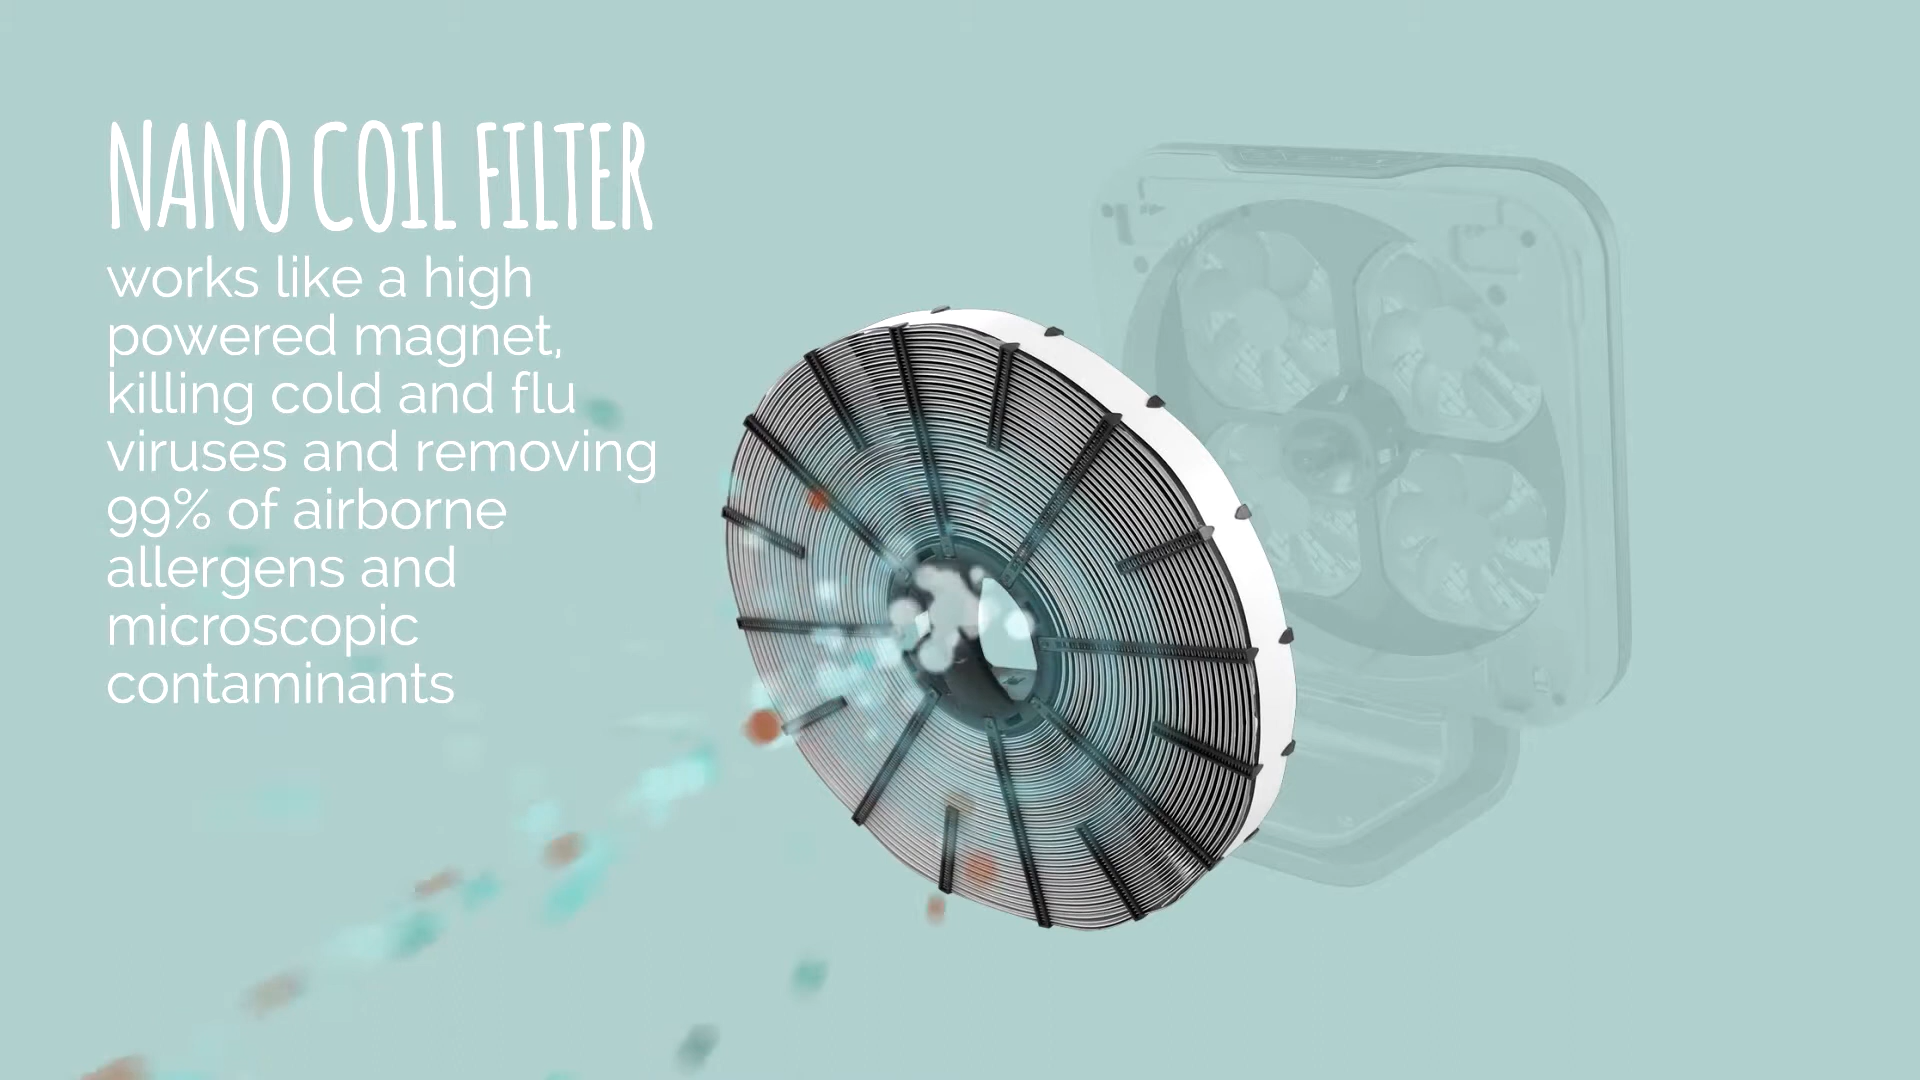 NANO COIL FILTER
works like a high
powered magnet,
killing cold and flu
viruses and removing
99% of airborne
allergens and
microscopic
contaminants